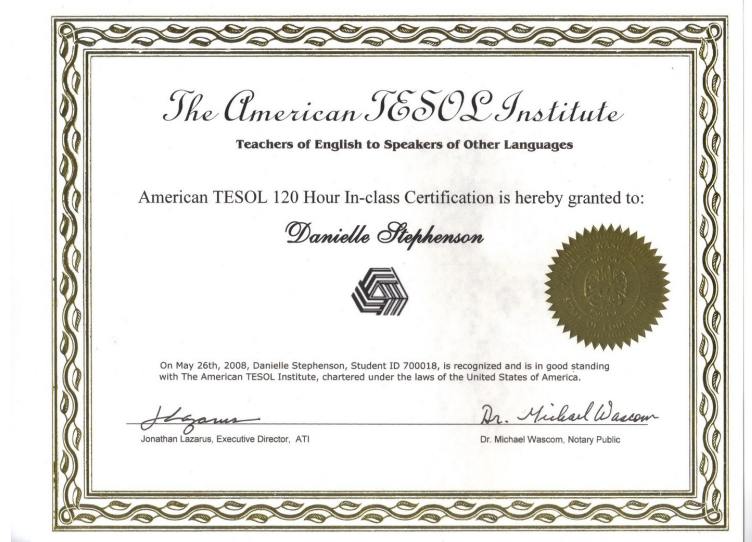 The American TESOL Institute
Teachers of English to Speakers of Other Languages
American TESOL 120 Hour In-class Certification is hereby granted to:
Danielle Stephenson
On May 26th, 2008, Danielle Stephenson, Student ID 700018, is recognized and is in good standing
with The American TESOL Institute, chartered under the laws of the United States of America.
Dr. Michael Wascom
Jonathan Lazarus, Executive Director, ATI
Dr. Michael Wascom, Notary Public